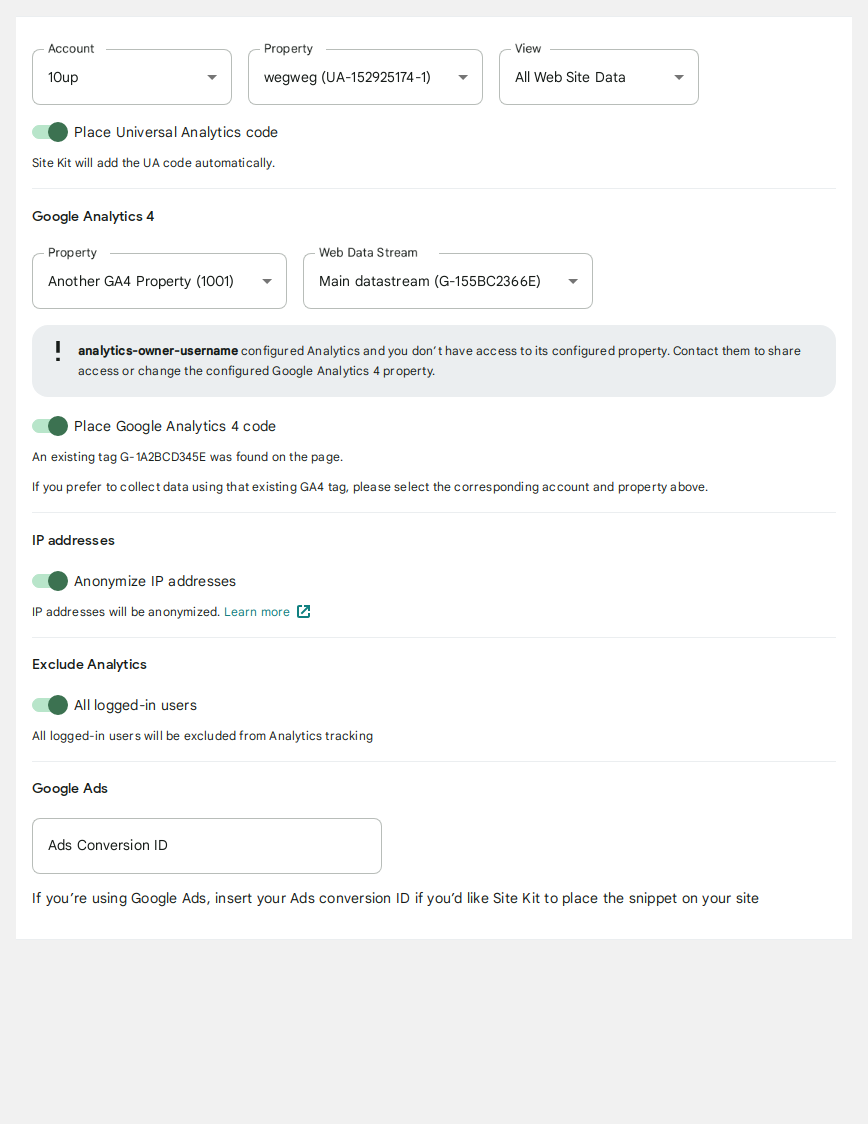 Account
Property
View
10up
wegweg (UA-152925174-1)
All Web Site Data
Place Universal Analytics code
Site Kit will add the UA code automatically.
Google Analytics 4
Property
Web Data Stream
Another GA4 Property (1001)
Main datastream (G-155BC2366E)
analytics-owner-username configured Analytics and you don’t have access to its configured property. Contact them to share
access or change the configured Google Analytics 4 property.
Place Google Analytics 4 code
An existing tag G-1A2BCD345E was found on the page.
If you prefer to collect data using that existing GA4 tag, please select the corresponding account and property above.
IP addresses
Anonymize IP addresses
IP addresses will be anonymized. Learn more
Exclude Analytics
All logged-in users
All logged-in users will be excluded from Analytics tracking
Google Ads
Ads Conversion ID
If you’re using Google Ads, insert your Ads conversion ID if you’d like Site Kit to place the snippet on your site